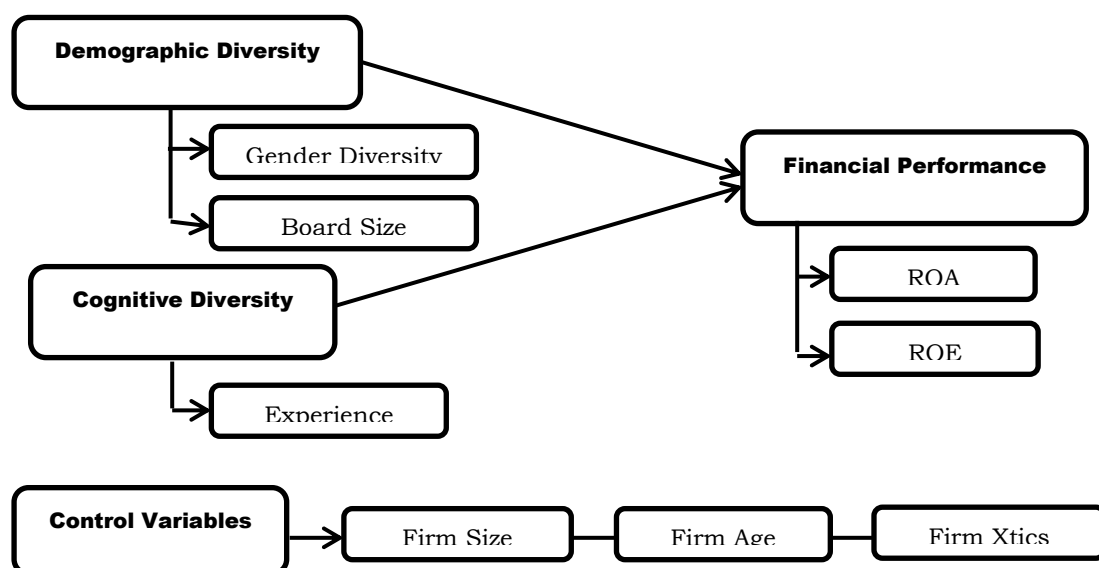 Demographic Diversity
Gender Diversity
Board Size
Cognitive Diversity
Experience
Financial Performance
ROA
ROE
Control Variables
Firm Size
Firm Age
Firm Xtics